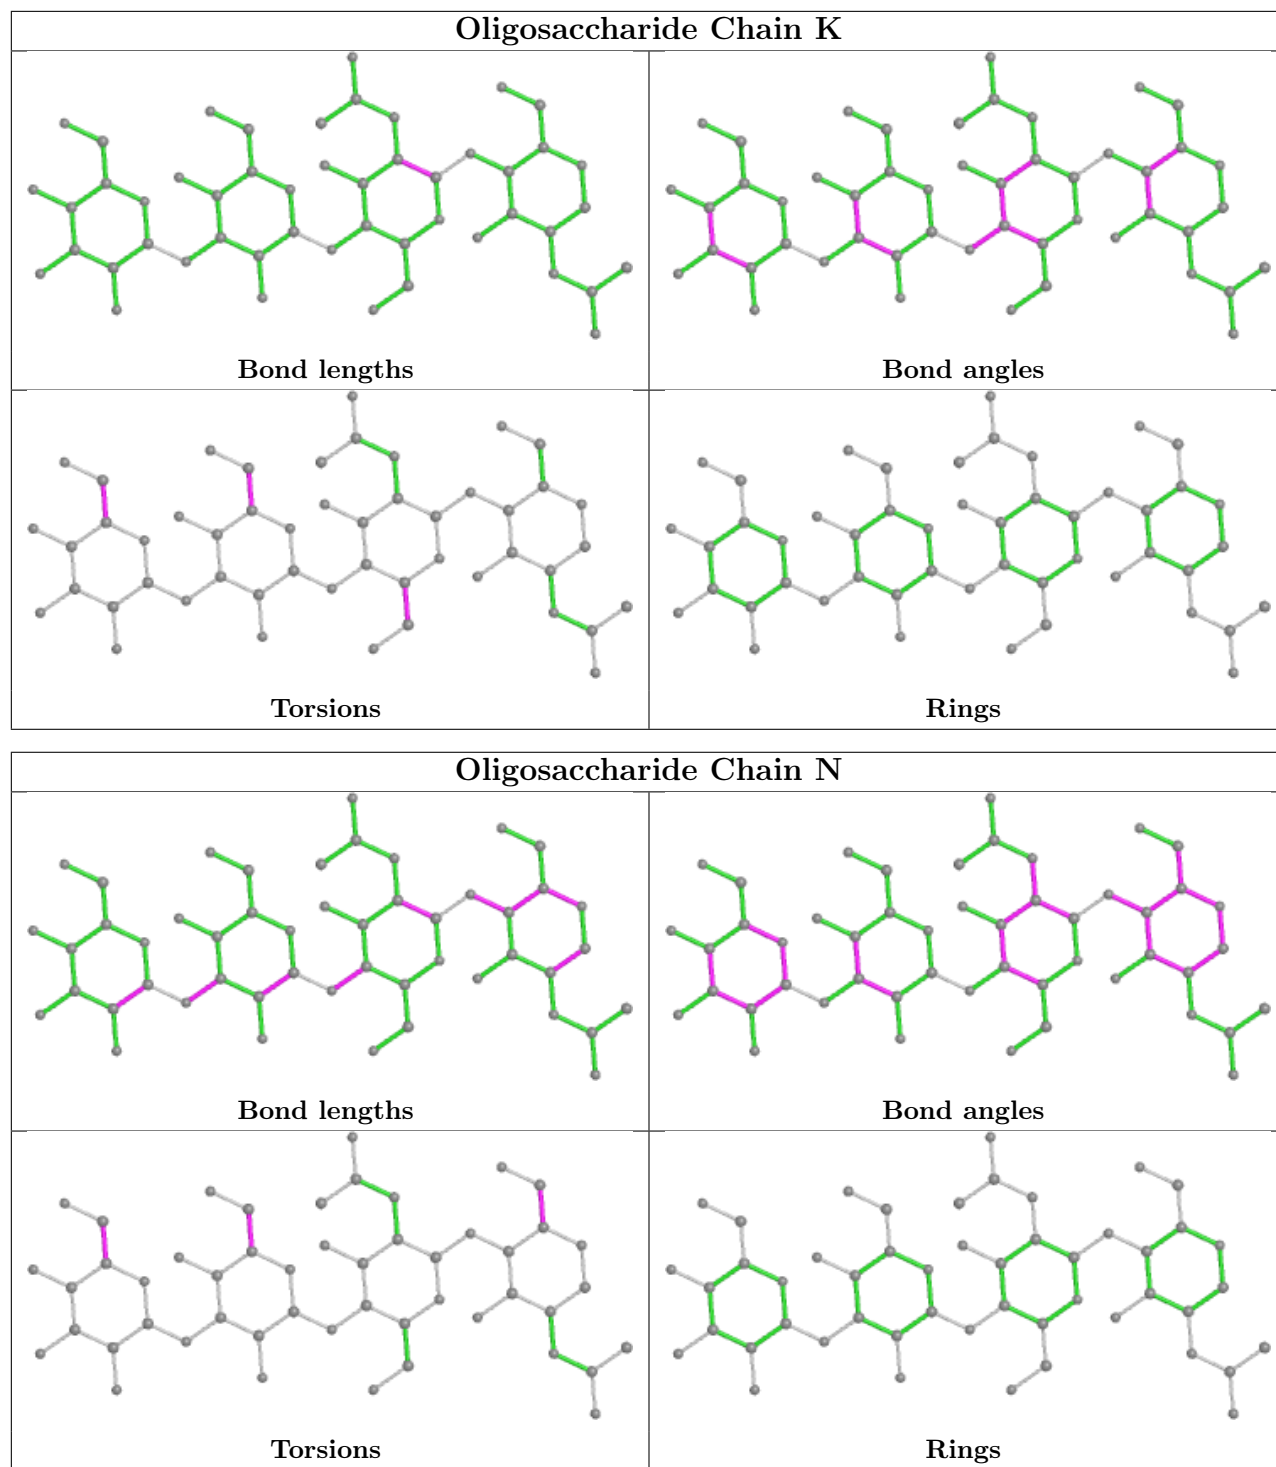 Oligosaccharide Chain K
Bond lengths
Bond angles
Torsions
Rings
Oligosaccharide Chain N
Bond lengths
Bond angles
Torsions
Rings